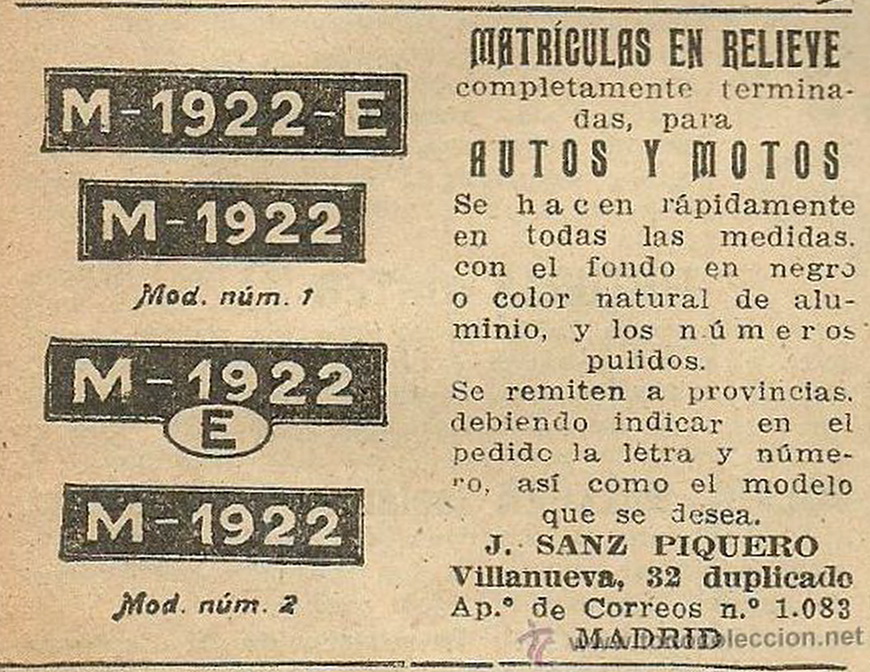 M-1922-E
M-1922
Mod. núm. 1
M-1922
E
M-1922
Mod. núm. 2
MATRÍCULAS EN RELIEVE
completamente termina-
das, para
AUTOS Y MOTOS
Se hacen rápidamente
en todas las medidas.
con el fondo en negro
o color natural de alu-
minio, y los números
pulidos.
Se remiten a provincias.
debiendo indicar en el
pedido la letra y núme-
ro, así como el modelo
que se desea.
J. SANZ PIQUERO
Villanueva, 32 duplicado
Ap.º de Correos n.º 1.083
MADRID
www.todocoleccion.net